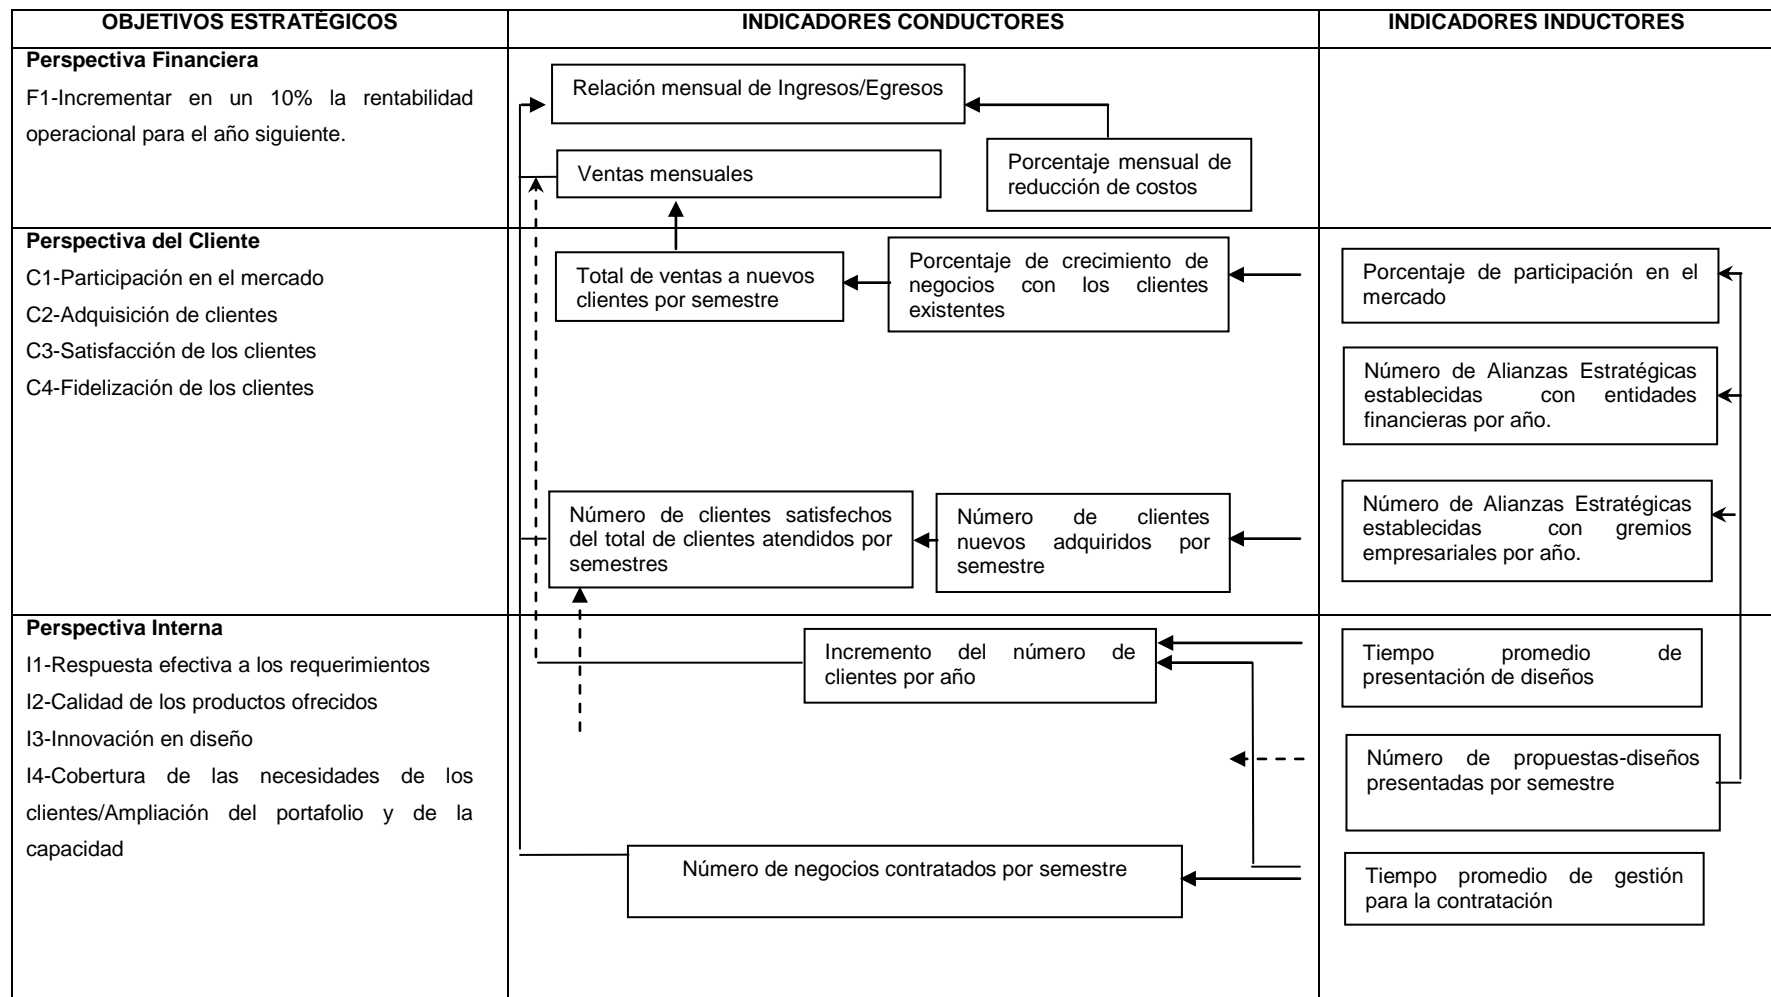 OBJETIVOS ESTRATÉGICOS
INDICADORES CONDUCTORES
INDICADORES INDUCTORES
Perspectiva Financiera
F1-Incrementar en un 10% la rentabilidad
operacional para el año siguiente.
Relación mensual de Ingresos/Egresos
Ventas mensuales
Porcentaje mensual de
reducción de costos
Perspectiva del Cliente
C1-Participación en el mercado
C2-Adquisición de clientes
C3-Satisfacción de los clientes
C4-Fidelización de los clientes
Total de ventas a nuevos
clientes por semestre
Porcentaje de crecimiento de
negocios con los clientes
existentes
Número de clientes satisfechos
del total de clientes atendidos por
semestres
Número de clientes
nuevos adquiridos por
semestre
Porcentaje de participación en el
mercado
Número de Alianzas Estratégicas
establecidas con entidades
financieras por año.
Número de Alianzas Estratégicas
establecidas con gremios
empresariales por año.
Perspectiva Interna
I1-Respuesta efectiva a los requerimientos
I2-Calidad de los productos ofrecidos
I3-Innovación en diseño
I4-Cobertura de las necesidades de los
clientes/Ampliación del portafolio y de la
capacidad
Incremento del número de
clientes por año
Número de negocios contratados por semestre
Tiempo promedio de
presentación de diseños
Número de propuestas-diseños
presentadas por semestre
Tiempo promedio de gestión
para la contratación